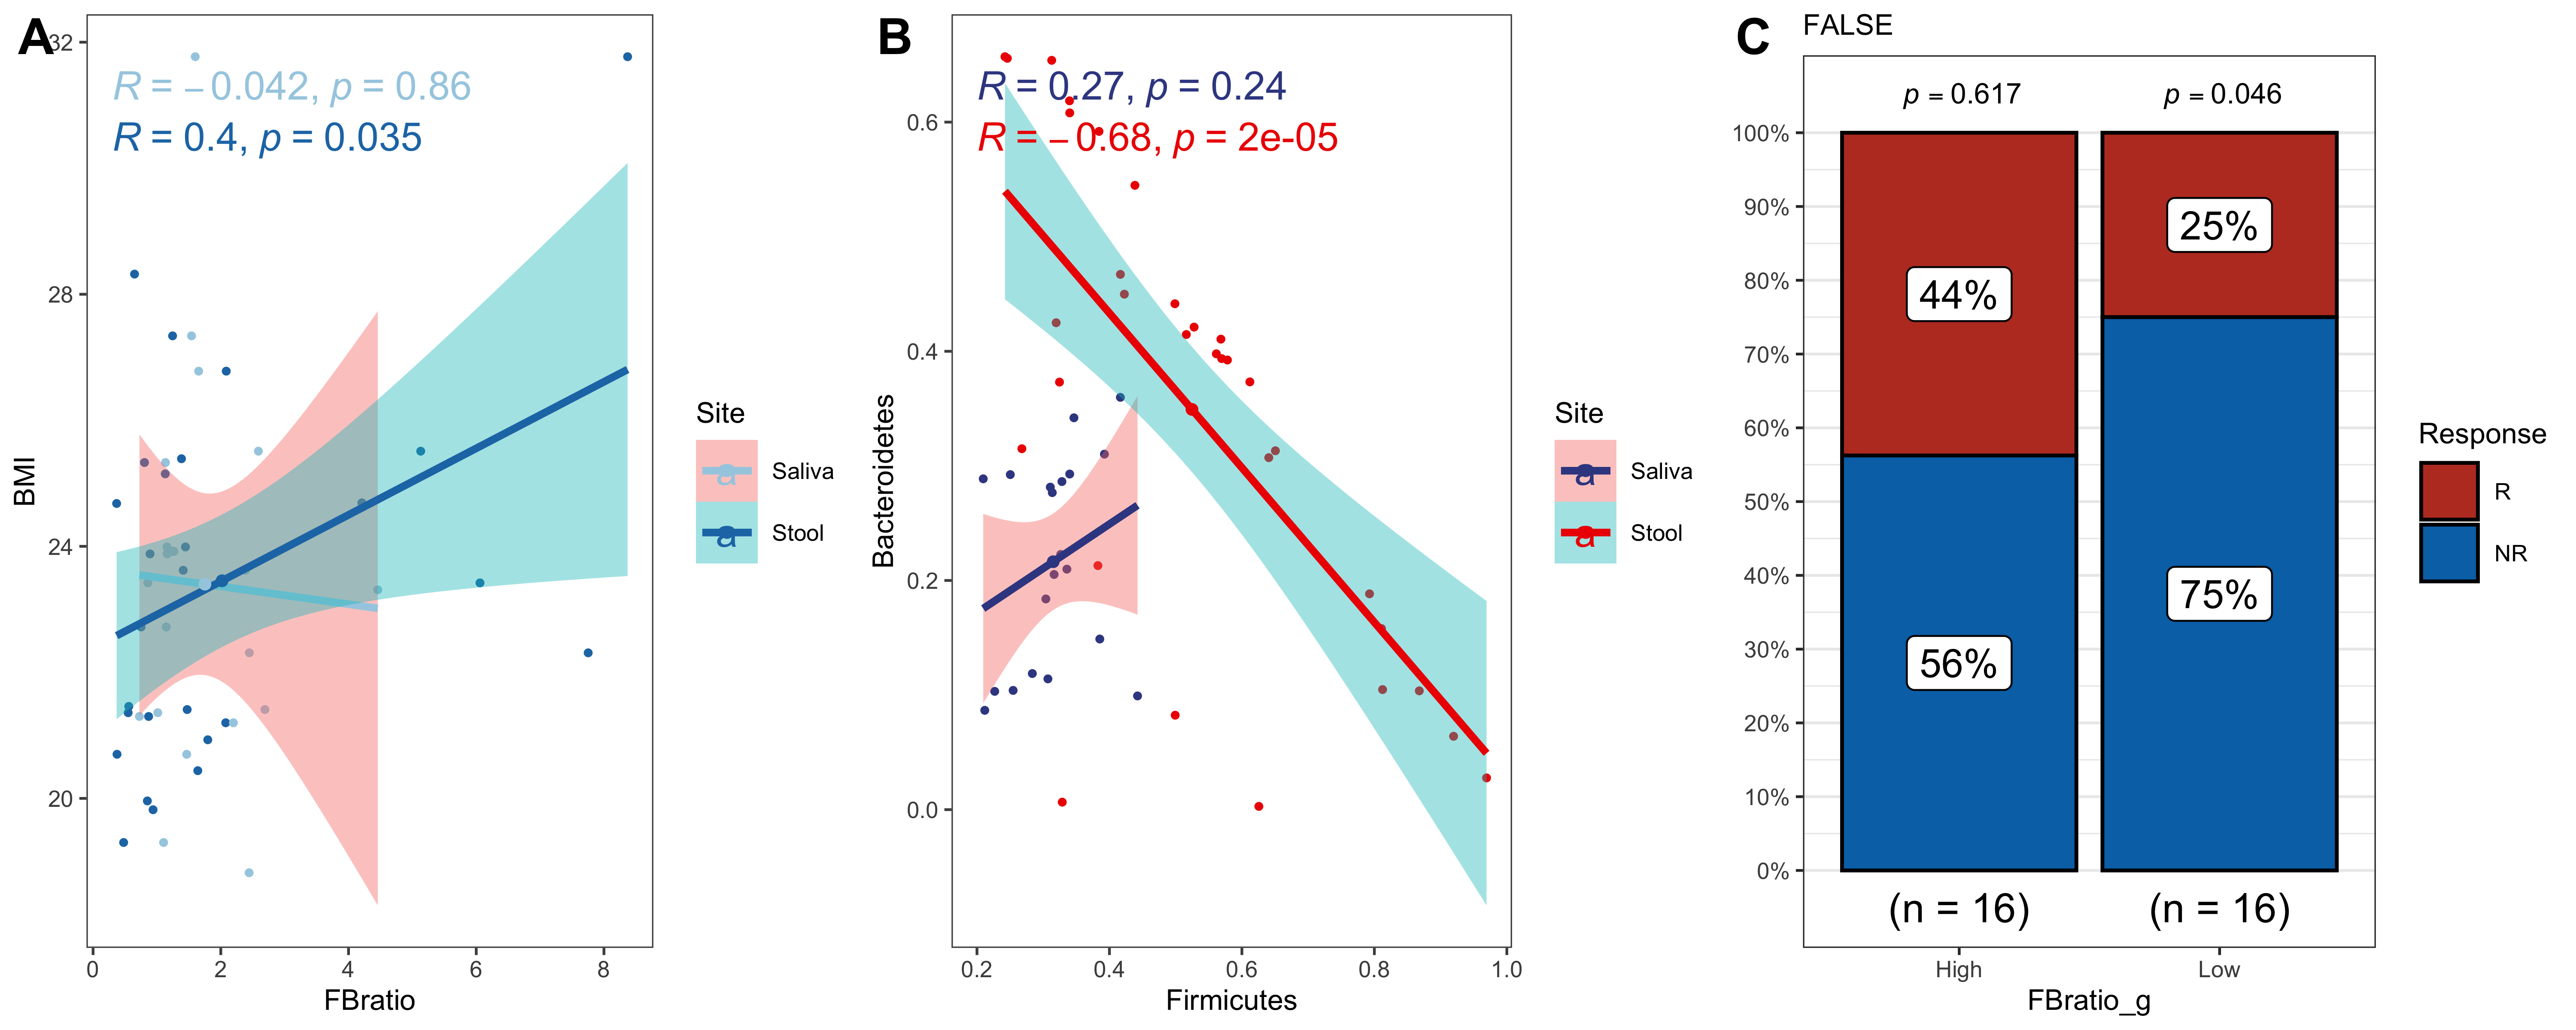 A
32
28
24
20
BMI
R = −0.042, p = 0.86
R = 0.4, p = 0.035
0 2 4 6 8
FBratio
Site
a Saliva
a Stool
B
0.6
0.4
0.2
0.0
Bacteroidetes
R = 0.27, p = 0.24
R = −0.68, p = 2e-05
0.2 0.4 0.6 0.8 1.0
Firmicutes
Site
a Saliva
a Stool
C
FALSE
p = 0.617 p = 0.046
100%
90%
80%
70%
60%
50%
40%
30%
20%
10%
0%
44%
56%
25%
75%
(n = 16) (n = 16)
High Low
FBratio_g
Response
R
NR